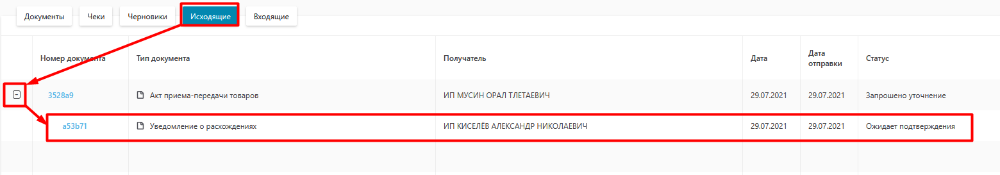 Документы Чеки Черновики Исходящие Входящие
Номер документа Тип документа Получатель Дата Дата отправки Статус
3528a9 Акт приема-передачи товаров ИП МУСИН ОРАЛ ТЛЕТАЕВИЧ 29.07.2021 29.07.2021 Запрошено уточнение
a53b71 Уведомление о расхождениях ИП КИСЕЛЁВ АЛЕКСАНДР НИКОЛАЕВИЧ 29.07.2021 29.07.2021 Ожидает подтверждения